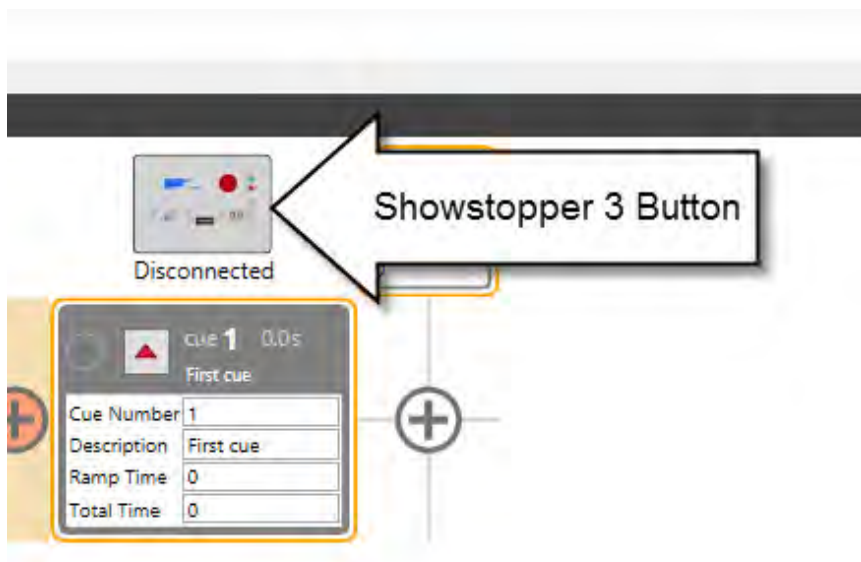 Showstopper 3 Button
Disconnected
cue 1 0.0s
First cue
Cue Number 1
Description First cue
Ramp Time 0
Total Time 0